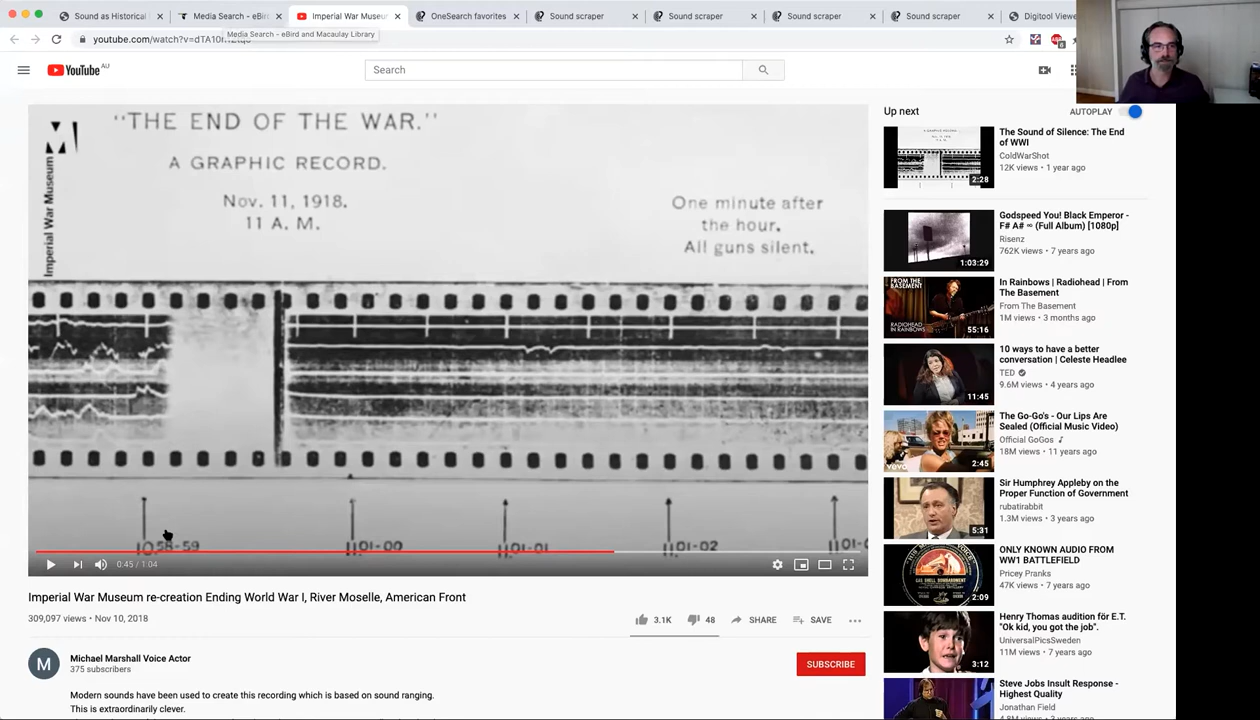 Sound as Historical
Media Search - eBir
Imperial War Museu
OneSearch favorites
Sound scraper
Sound scraper
Sound scraper
Sound scraper
Digitool Viewe
Media Search - eBird and Macaulay Library
YouTube AU
Search
"THE END OF THE WAR."
A GRAPHIC RECORD.
Nov. 11, 1918.
11 A.M.
One minute after
the hour.
All guns silent.
Imperial War Museum
10.58-59
11.01-00
11.01-01
11.01-02
0:45 / 1:04
Imperial War Museum re-creation Ending World War I, River Moselle, American Front
309,097 views • Nov 10, 2018
3.1K
48
SHARE
SAVE
M
Michael Marshall Voice Actor
375 subscribers
SUBSCRIBE
Modern sounds have been used to create this recording which is based on sound ranging.
This is extraordinarily clever.
Up next
AUTOPLAY
The Sound of Silence: The End
of WWI
ColdWarShot
12K views • 1 year ago
2:28
Godspeed You! Black Emperor -
F# A# ∞ (Full Album) [1080p]
Risenz
762K views • 7 years ago
1:03:29
In Rainbows | Radiohead | From
The Basement
From The Basement
1M views • 3 months ago
FROM THE
BASEMENT
RADIOHEAD
IN RAINBOWS
55:16
10 ways to have a better
conversation | Celeste Headlee
TED
9.6M views • 4 years ago
11:45
The Go-Go's - Our Lips Are
Sealed (Official Music Video)
Official GoGos
18M views • 11 years ago
vevo
2:45
Sir Humphrey Appleby on the
Proper Function of Government
rubatirabbit
1.3M views • 3 years ago
5:31
ONLY KNOWN AUDIO FROM
WW1 BATTLEFIELD
Pricey Pranks
47K views • 7 years ago
2:09
Henry Thomas audition för E.T.
"Ok kid, you got the job".
UniversalPicsSweden
11M views • 7 years ago
3:12
Steve Jobs Insult Response -
Highest Quality
Jonathan Field